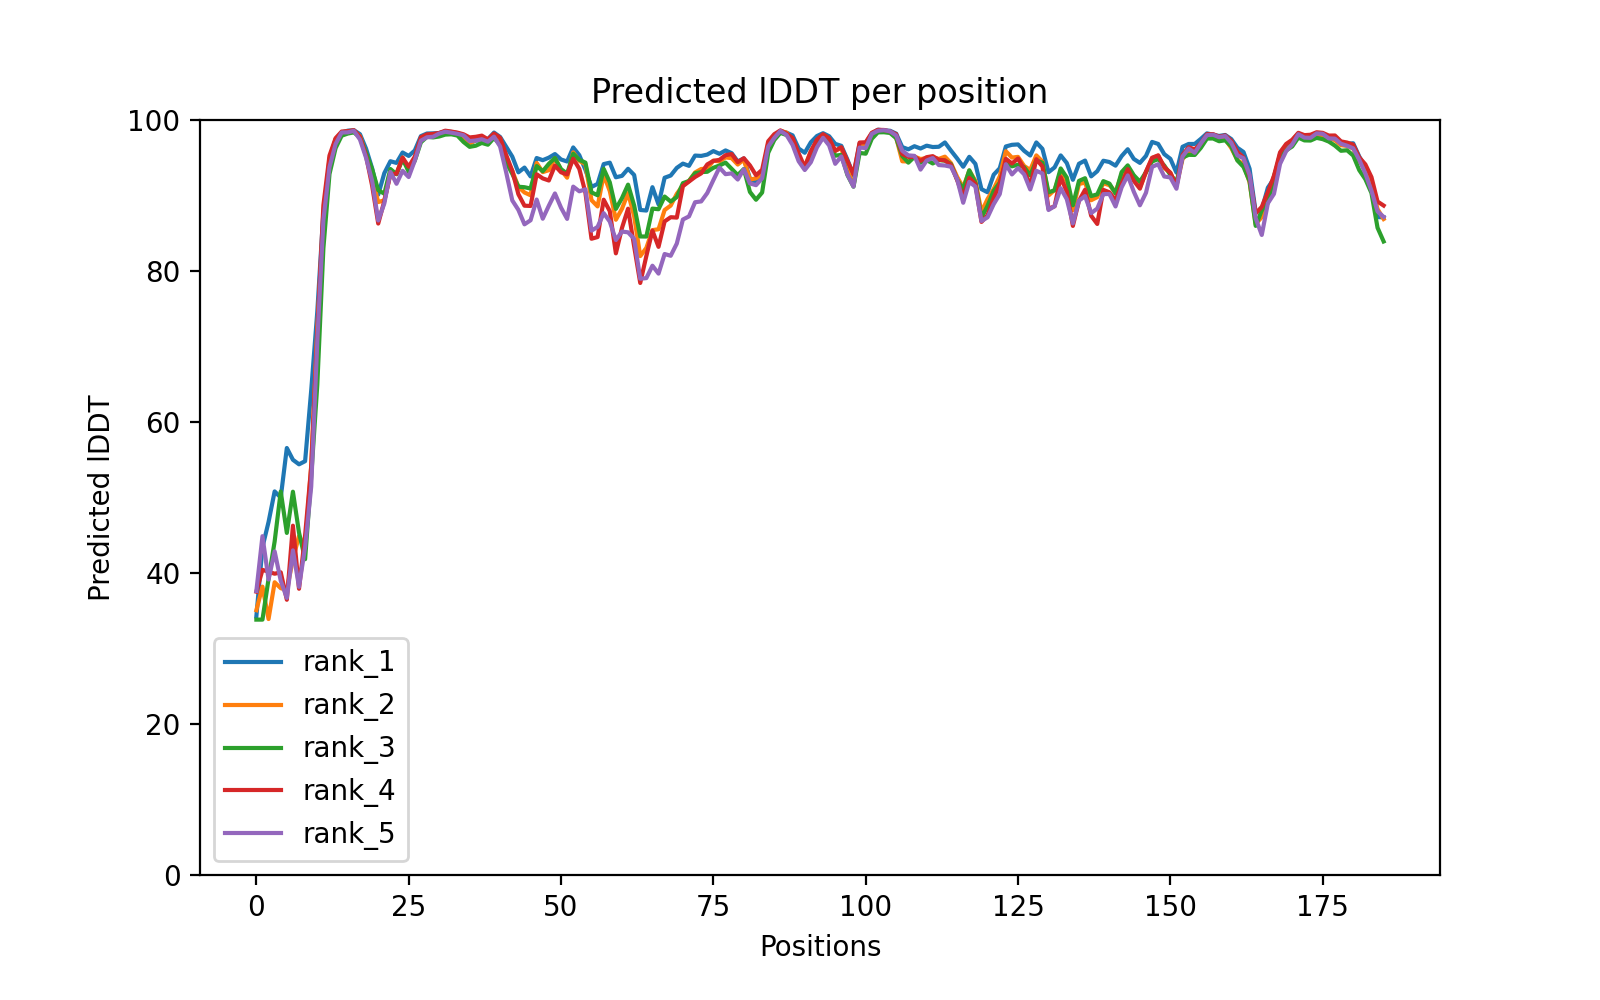 Predicted lDDT per position
100
80
60
40
20
0
Predicted lDDT
rank_1
rank_2
rank_3
rank_4
rank_5
0 25 50 75 100 125 150 175
Positions